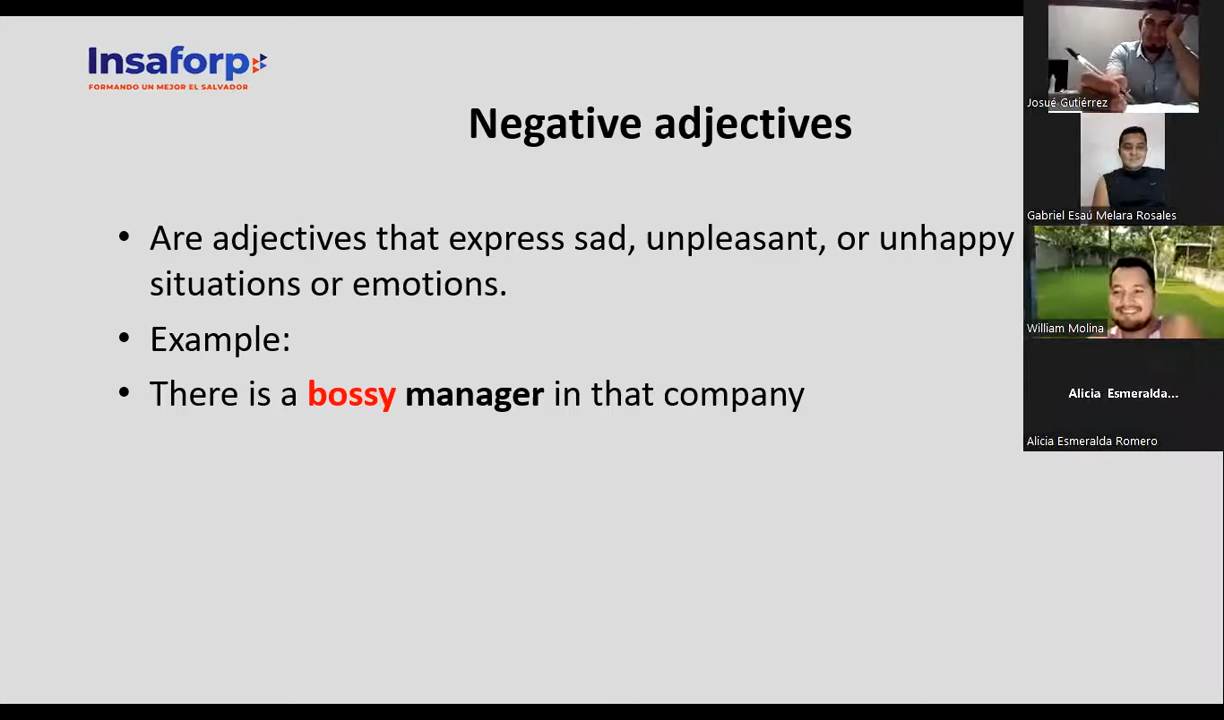 Insaforp
FORMANDO UN MEJOR EL SALVADOR
Negative adjectives
• Are adjectives that express sad, unpleasant, or unhappy
situations or emotions.
• Example:
• There is a bossy manager in that company
Josué Gutiérrez
Gabriel Esaú Melara Rosales
William Molina
Alicia Esmeralda...
Alicia Esmeralda Romero